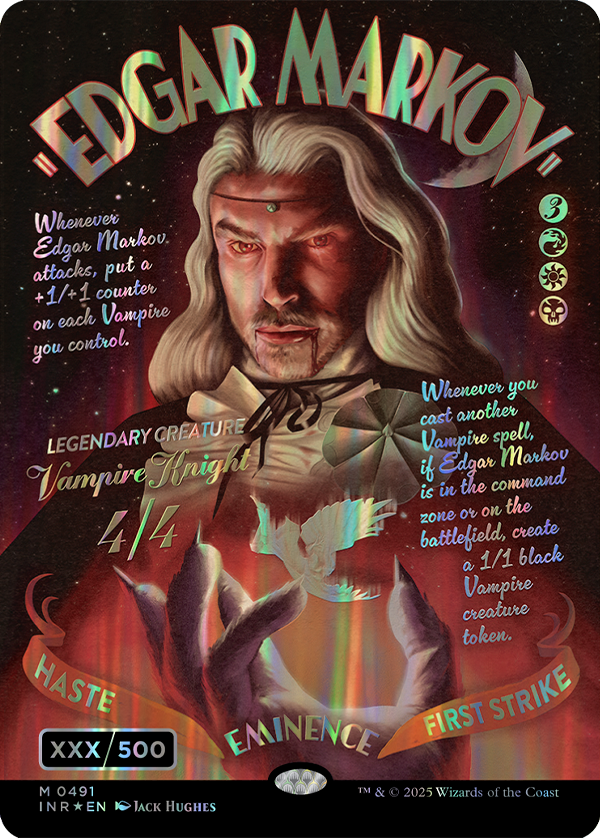 "EDGAR MARKOV"
3
Whenever
Edgar Markov
attacks, put a
+1/+1 counter
on each Vampire
you control.
Whenever you
cast another
Vampire spell,
if Edgar Markov
is in the command
zone or on the
battlefield, create
a 1/1 black
Vampire
creature
token.
LEGENDARY CREATURE
Vampire Knight
4/4
HASTE
EMINENCE
FIRST STRIKE
XXX/500
M 0491
INR★EN JACK HUGHES
™ & © 2025 Wizards of the Coast